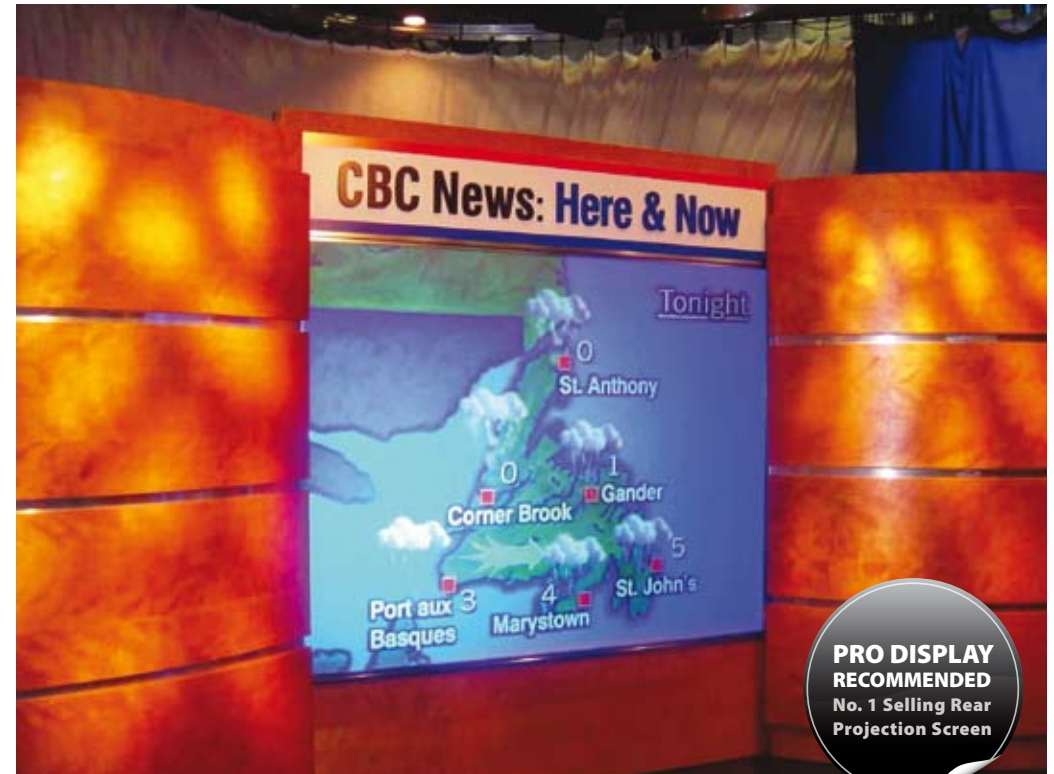 CBC News: Here & Now
Tonight
0
St. Anthony
0
Corner Brook
1
Gander
5
St. John's
3
Port aux
Basques
4
Marystown
PRO DISPLAY
RECOMMENDED
No. 1 Selling Rear
Projection Screen